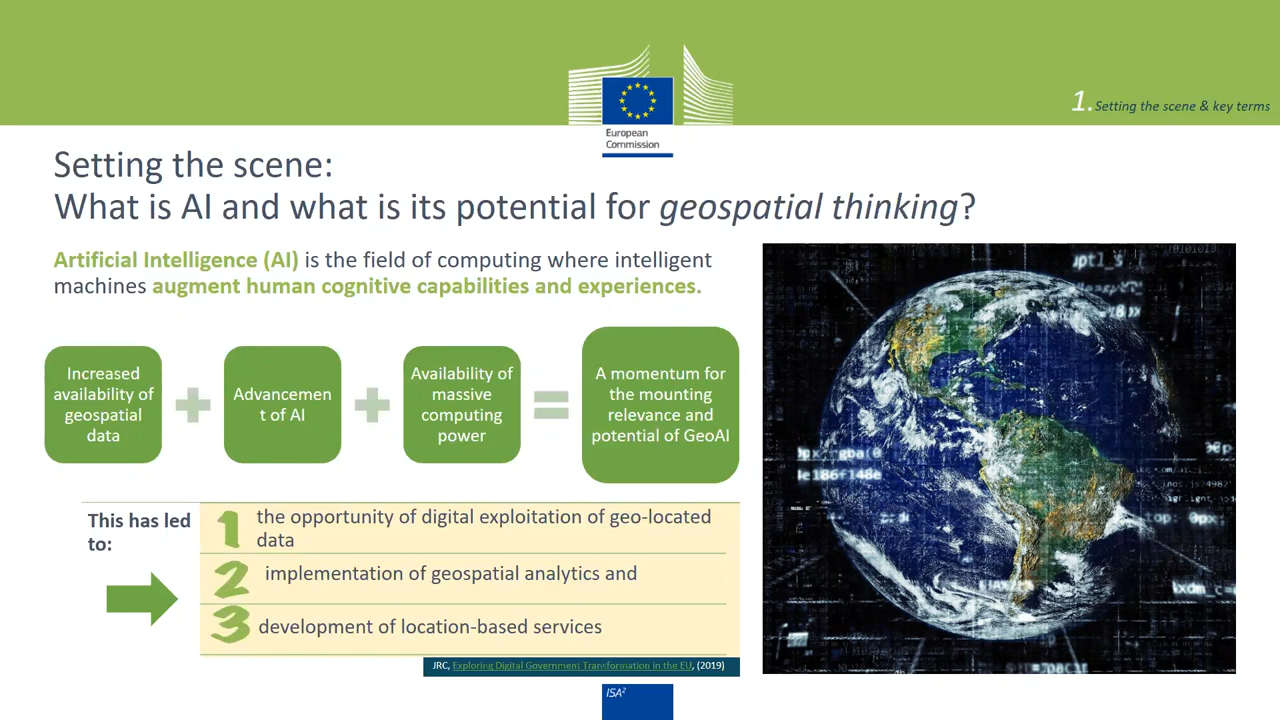 European
Commission
1. Setting the scene & key terms
Setting the scene:
What is AI and what is its potential for geospatial thinking?
Artificial Intelligence (AI) is the field of computing where intelligent
machines augment human cognitive capabilities and experiences.
Increased
availability of
geospatial
data
+
Advancemen
t of AI
+
Availability of
massive
computing
power
=
A momentum for
the mounting
relevance and
potential of GeoAI
This has led
to:
1 the opportunity of digital exploitation of geo-located
data
2 implementation of geospatial analytics and
3 development of location-based services
JRC, Exploring Digital Government Transformation in the EU, (2019)
ISA²